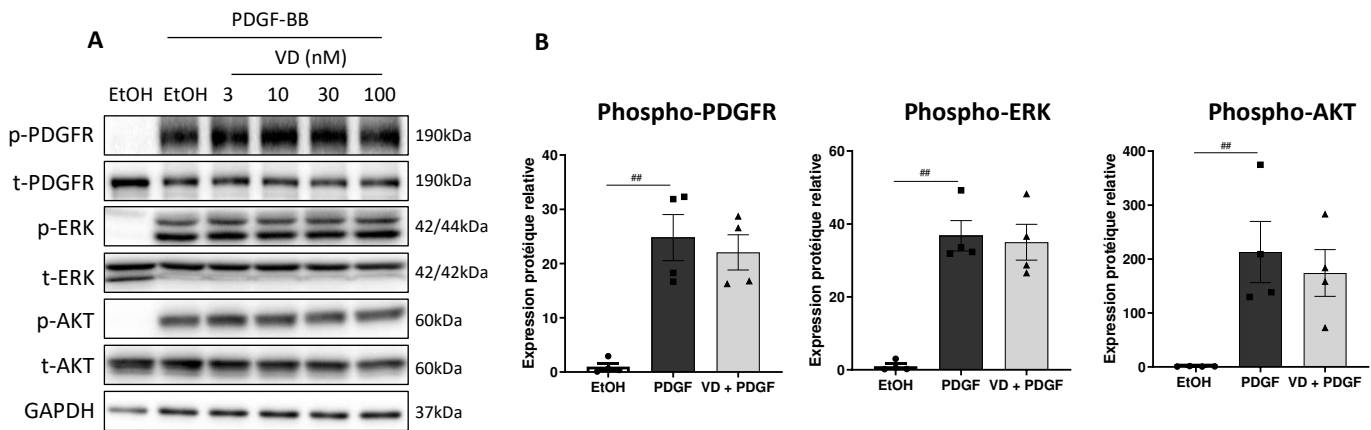 A
PDGF-BB
VD (nM)
EtOH EtOH 3 10 30 100
p-PDGFR 190kDa
t-PDGFR 190kDa
p-ERK 42/44kDa
t-ERK 42/42kDa
p-AKT 60kDa
t-AKT 60kDa
GAPDH 37kDa
B
Phospho-PDGFR
Expression protéique relative
40
30
20
10
0
##
EtOH PDGF VD + PDGF
Phospho-ERK
Expression protéique relative
60
40
20
0
##
EtOH PDGF VD + PDGF
Phospho-AKT
Expression protéique relative
400
300
200
100
0
##
EtOH PDGF VD + PDGF